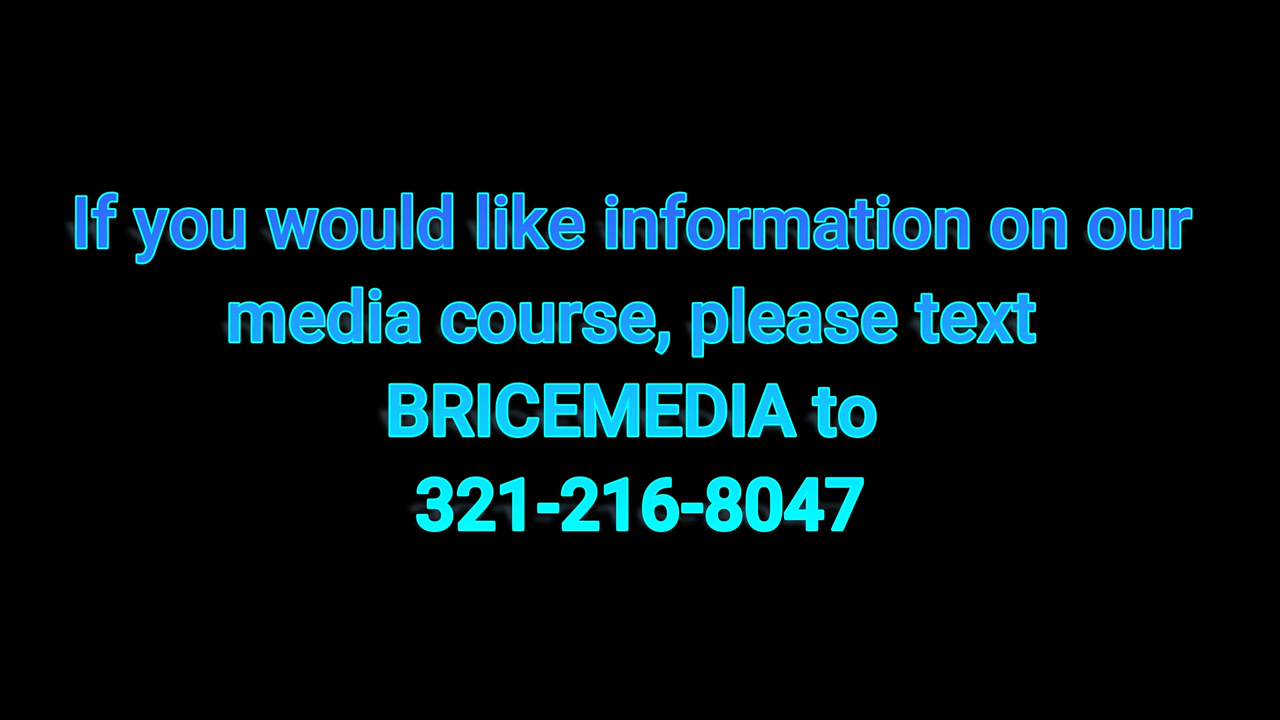 If you would like information on our
media course, please text
BRICEMEDIA to
321-216-8047